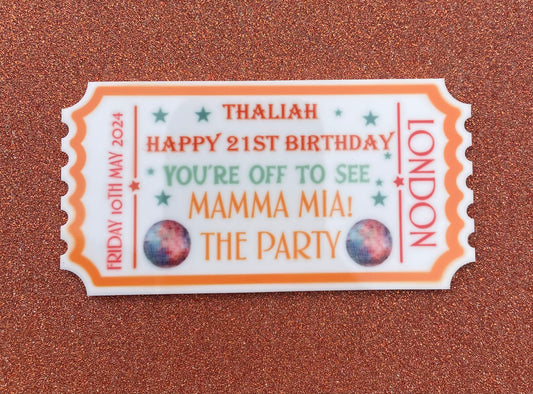 FRIDAY 10TH MAY 2024
THALIAH
HAPPY 21ST BIRTHDAY
YOU'RE OFF TO SEE
MAMMA MIA!
THE PARTY
LONDON